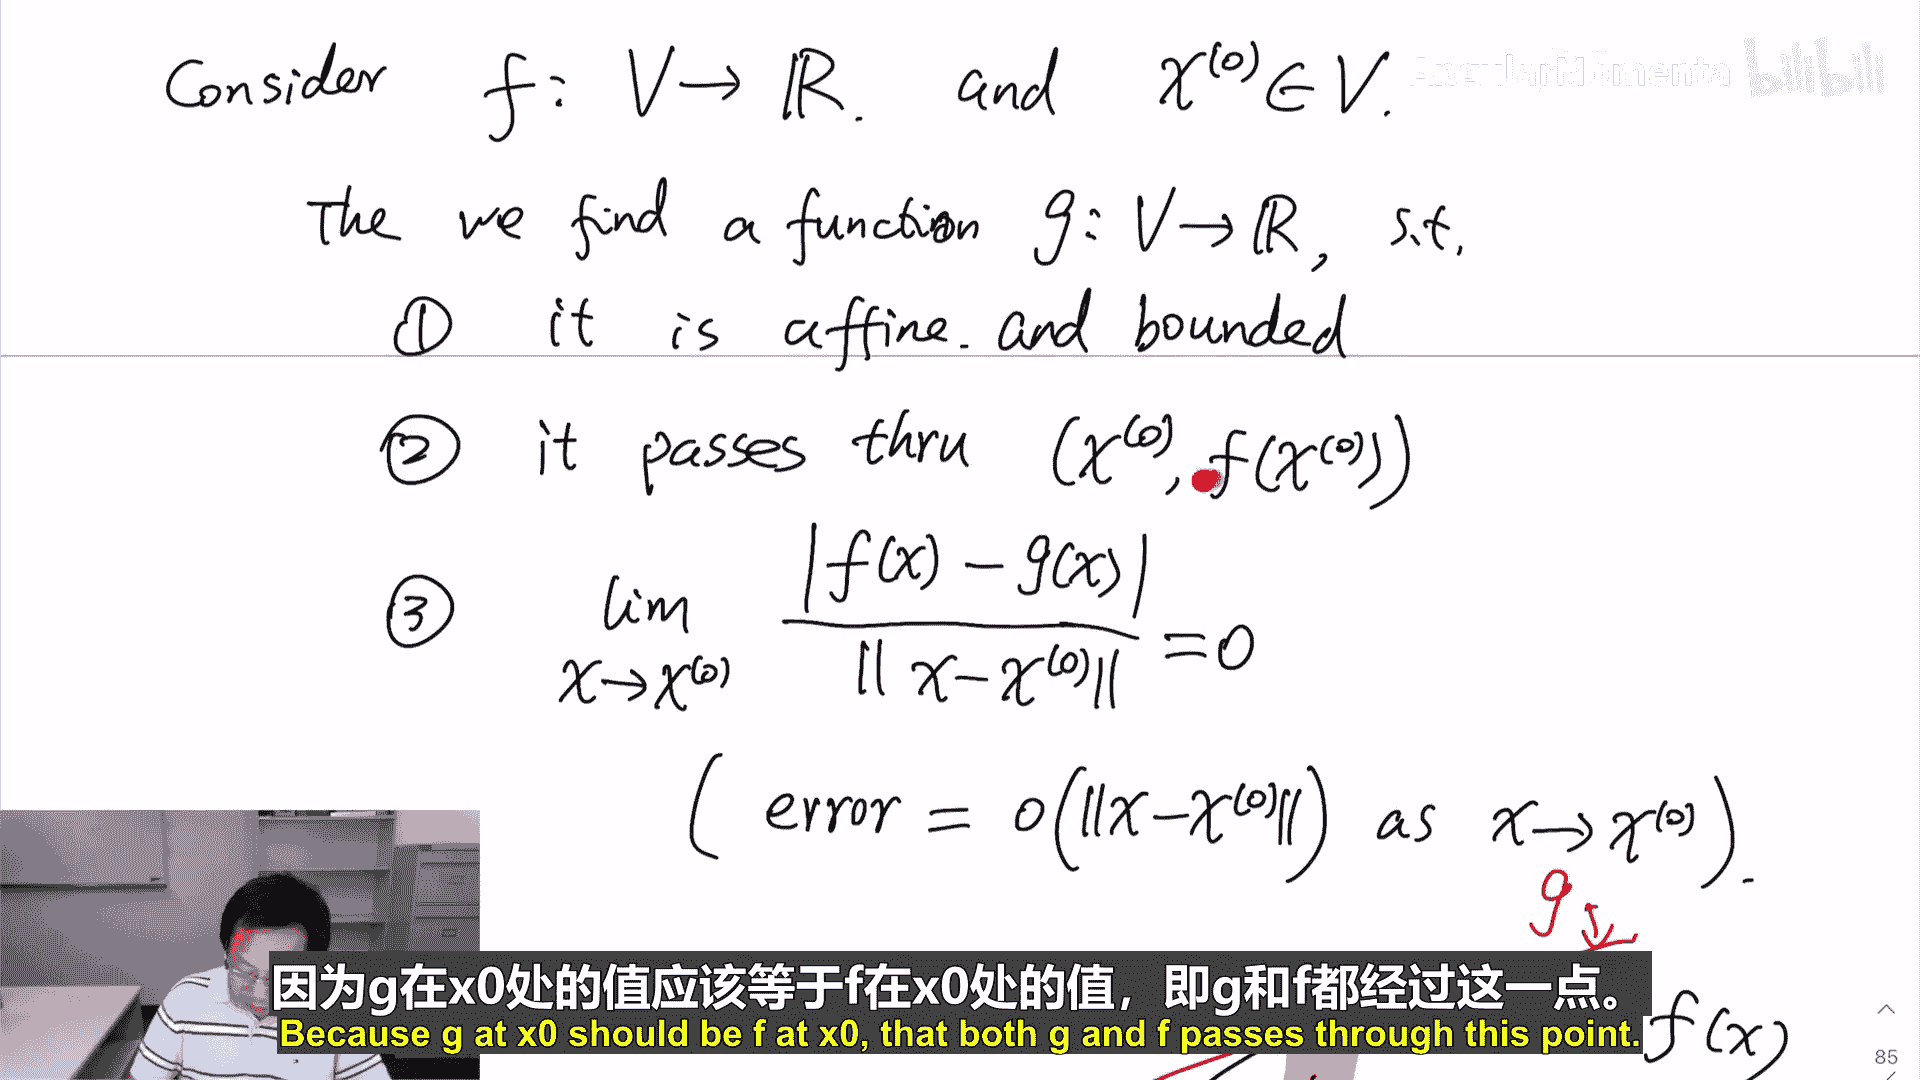 Consider f: V → ℝ. and x^(0) ∈ V.
The we find a function g: V → ℝ, s.t.
① it is affine. and bounded
② it passes thru (x^(0), f(x^(0)))
③ lim x→x^(0) |f(x) - g(x)| / ||x - x^(0)|| = 0
(error = o(||x - x^(0)||) as x → x^(0)).
g
f(x)
因为g在x0处的值应该等于f在x0处的值，即g和f都经过这一点。
Because g at x0 should be f at x0, that both g and f passes through this point.
bilibili
85